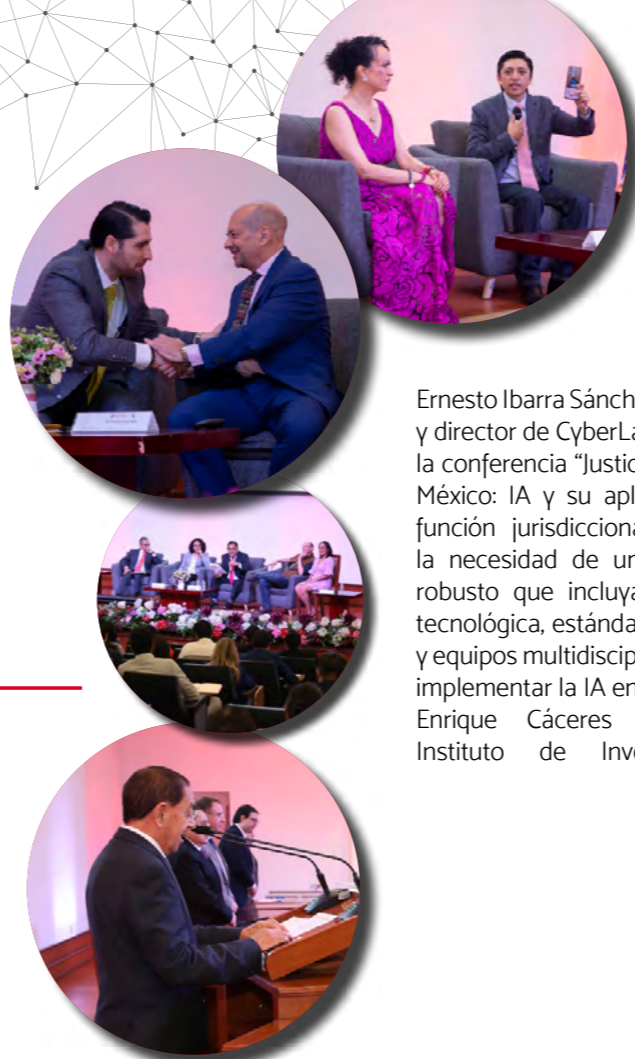 Ernesto Ibarra Sánch
y director de CyberLa
la conferencia “Justic
México: IA y su apl
función jurisdicciona
la necesidad de un
robusto que incluya
tecnológica, estánda
y equipos multidiscip
implementar la IA en
Enrique Cáceres
Instituto de Inve